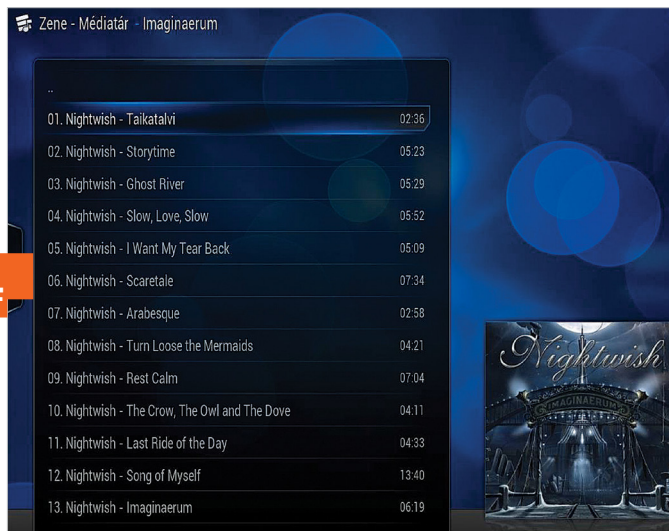 Zene - Médiatár - Imaginaerum
..
01. Nightwish - Taikatalvi 02:36
02. Nightwish - Storytime 05:23
03. Nightwish - Ghost River 05:29
04. Nightwish - Slow, Love, Slow 05:52
05. Nightwish - I Want My Tear Back 05:09
06. Nightwish - Scaretale 07:34
07. Nightwish - Arabesque 02:58
08. Nightwish - Turn Loose the Mermaids 04:21
09. Nightwish - Rest Calm 07:04
10. Nightwish - The Crow, The Owl and The Dove 04:11
11. Nightwish - Last Ride of the Day 04:33
12. Nightwish - Song of Myself 13:40
13. Nightwish - Imaginaerum 06:19
Nightwish
IMAGINAERUM